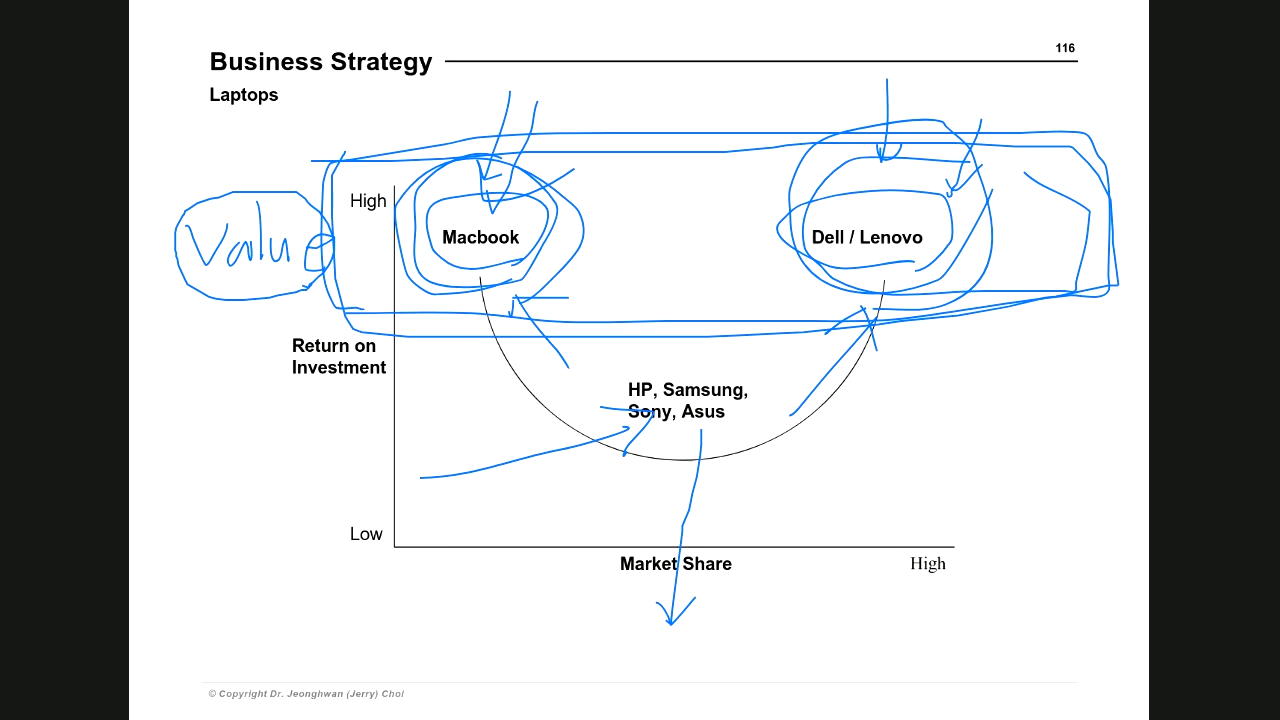 116
Business Strategy
Laptops
High
Value
Macbook
Dell / Lenovo
Return on
Investment
HP, Samsung,
Sony, Asus
Low
Market Share
High
© Copyright Dr. Jeonghwan (Jerry) Choi